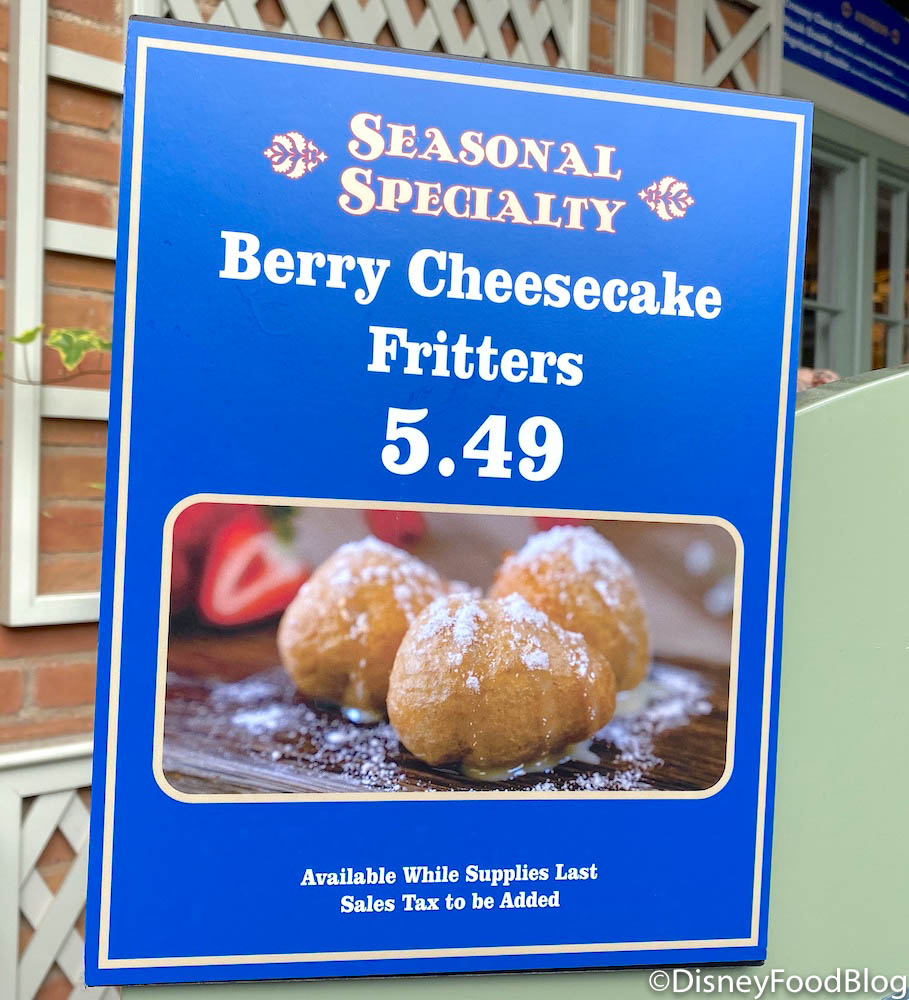 SEASONAL
SPECIALTY
Berry Cheesecake
Fritters
5.49
Available While Supplies Last
Sales Tax to be Added
©DisneyFoodBlog